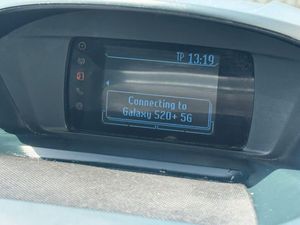 TP 13:19
Connecting to
Galaxy S20+ 5G